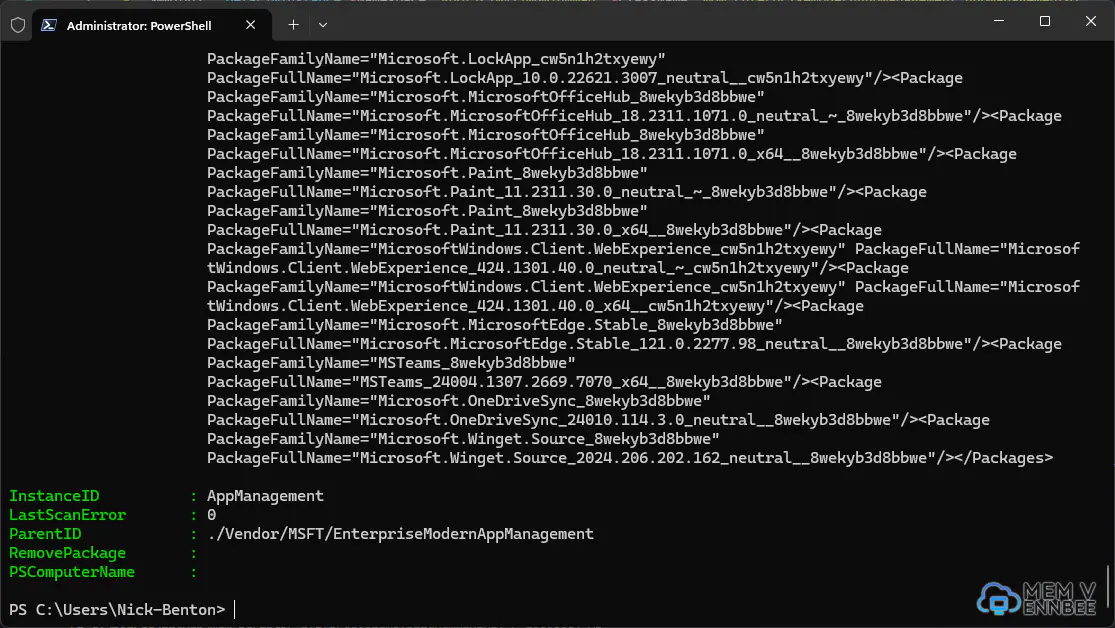 Administrator: PowerShell
PackageFamilyName="Microsoft.LockApp_cw5n1h2txyewy"
PackageFullName="Microsoft.LockApp_10.0.22621.3007_neutral__cw5n1h2txyewy"/><Package
PackageFamilyName="Microsoft.MicrosoftOfficeHub_8wekyb3d8bbwe"
PackageFullName="Microsoft.MicrosoftOfficeHub_18.2311.1071.0_neutral_~_8wekyb3d8bbwe"/><Package
PackageFamilyName="Microsoft.MicrosoftOfficeHub_8wekyb3d8bbwe"
PackageFullName="Microsoft.MicrosoftOfficeHub_18.2311.1071.0_x64__8wekyb3d8bbwe"/><Package
PackageFamilyName="Microsoft.Paint_8wekyb3d8bbwe"
PackageFullName="Microsoft.Paint_11.2311.30.0_neutral_~_8wekyb3d8bbwe"/><Package
PackageFamilyName="Microsoft.Paint_8wekyb3d8bbwe"
PackageFullName="Microsoft.Paint_11.2311.30.0_x64__8wekyb3d8bbwe"/><Package
PackageFamilyName="MicrosoftWindows.Client.WebExperience_cw5n1h2txyewy" PackageFullName="Microsof
tWindows.Client.WebExperience_424.1301.40.0_neutral_~_cw5n1h2txyewy"/><Package
PackageFamilyName="MicrosoftWindows.Client.WebExperience_cw5n1h2txyewy" PackageFullName="Microsof
tWindows.Client.WebExperience_424.1301.40.0_x64__cw5n1h2txyewy"/><Package
PackageFamilyName="Microsoft.MicrosoftEdge.Stable_8wekyb3d8bbwe"
PackageFullName="Microsoft.MicrosoftEdge.Stable_121.0.2277.98_neutral__8wekyb3d8bbwe"/><Package
PackageFamilyName="MSTeams_8wekyb3d8bbwe"
PackageFullName="MSTeams_24004.1307.2669.7070_x64__8wekyb3d8bbwe"/><Package
PackageFamilyName="Microsoft.OneDriveSync_8wekyb3d8bbwe"
PackageFullName="Microsoft.OneDriveSync_24010.114.3.0_neutral__8wekyb3d8bbwe"/><Package
PackageFamilyName="Microsoft.Winget.Source_8wekyb3d8bbwe"
PackageFullName="Microsoft.Winget.Source_2024.206.202.162_neutral__8wekyb3d8bbwe"/></Packages>
InstanceID : AppManagement
LastScanError : 0
ParentID : ./Vendor/MSFT/EnterpriseModernAppManagement
RemovePackage :
PSComputerName :
PS C:\Users\Nick-Benton>
MEM V
ENNBEE